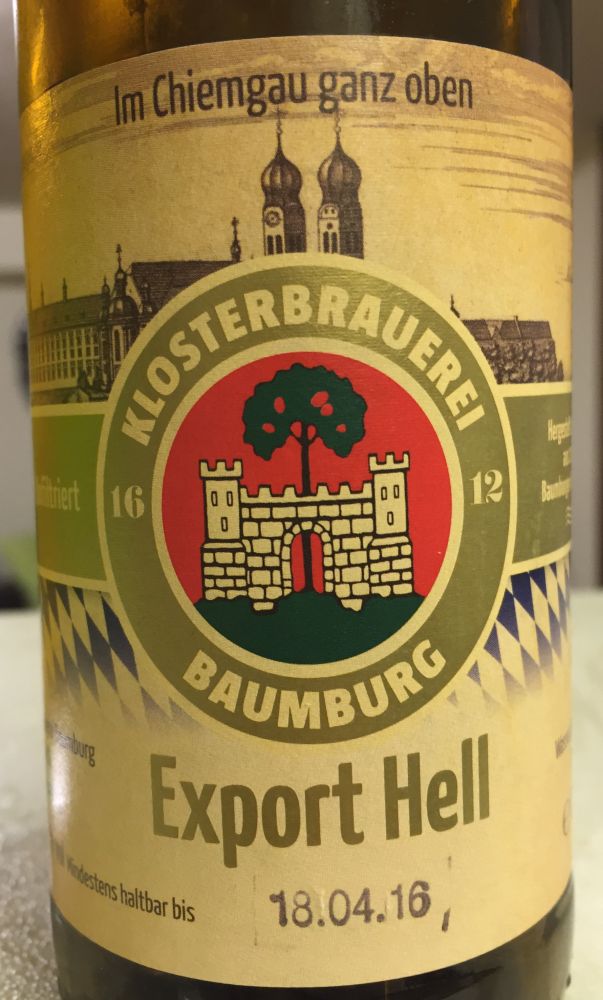 Im Chiemgau ganz oben
KLOSTERBRAUEREI
16 12
BAUMBURG
Export Hell
Mindestens haltbar bis
18.04.16